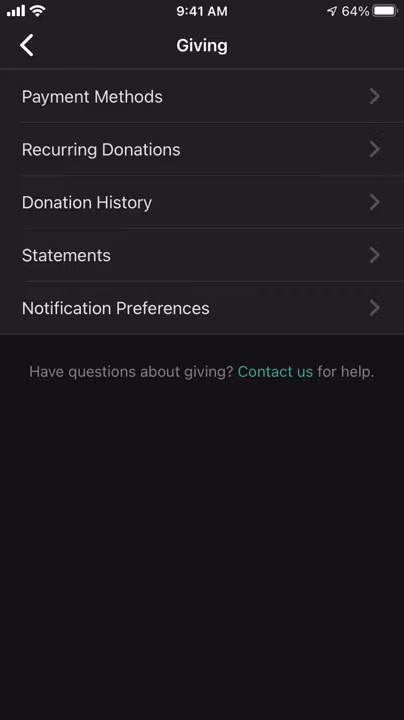 9:41 AM
64%
Giving
Payment Methods
Recurring Donations
Donation History
Statements
Notification Preferences
Have questions about giving? Contact us for help.